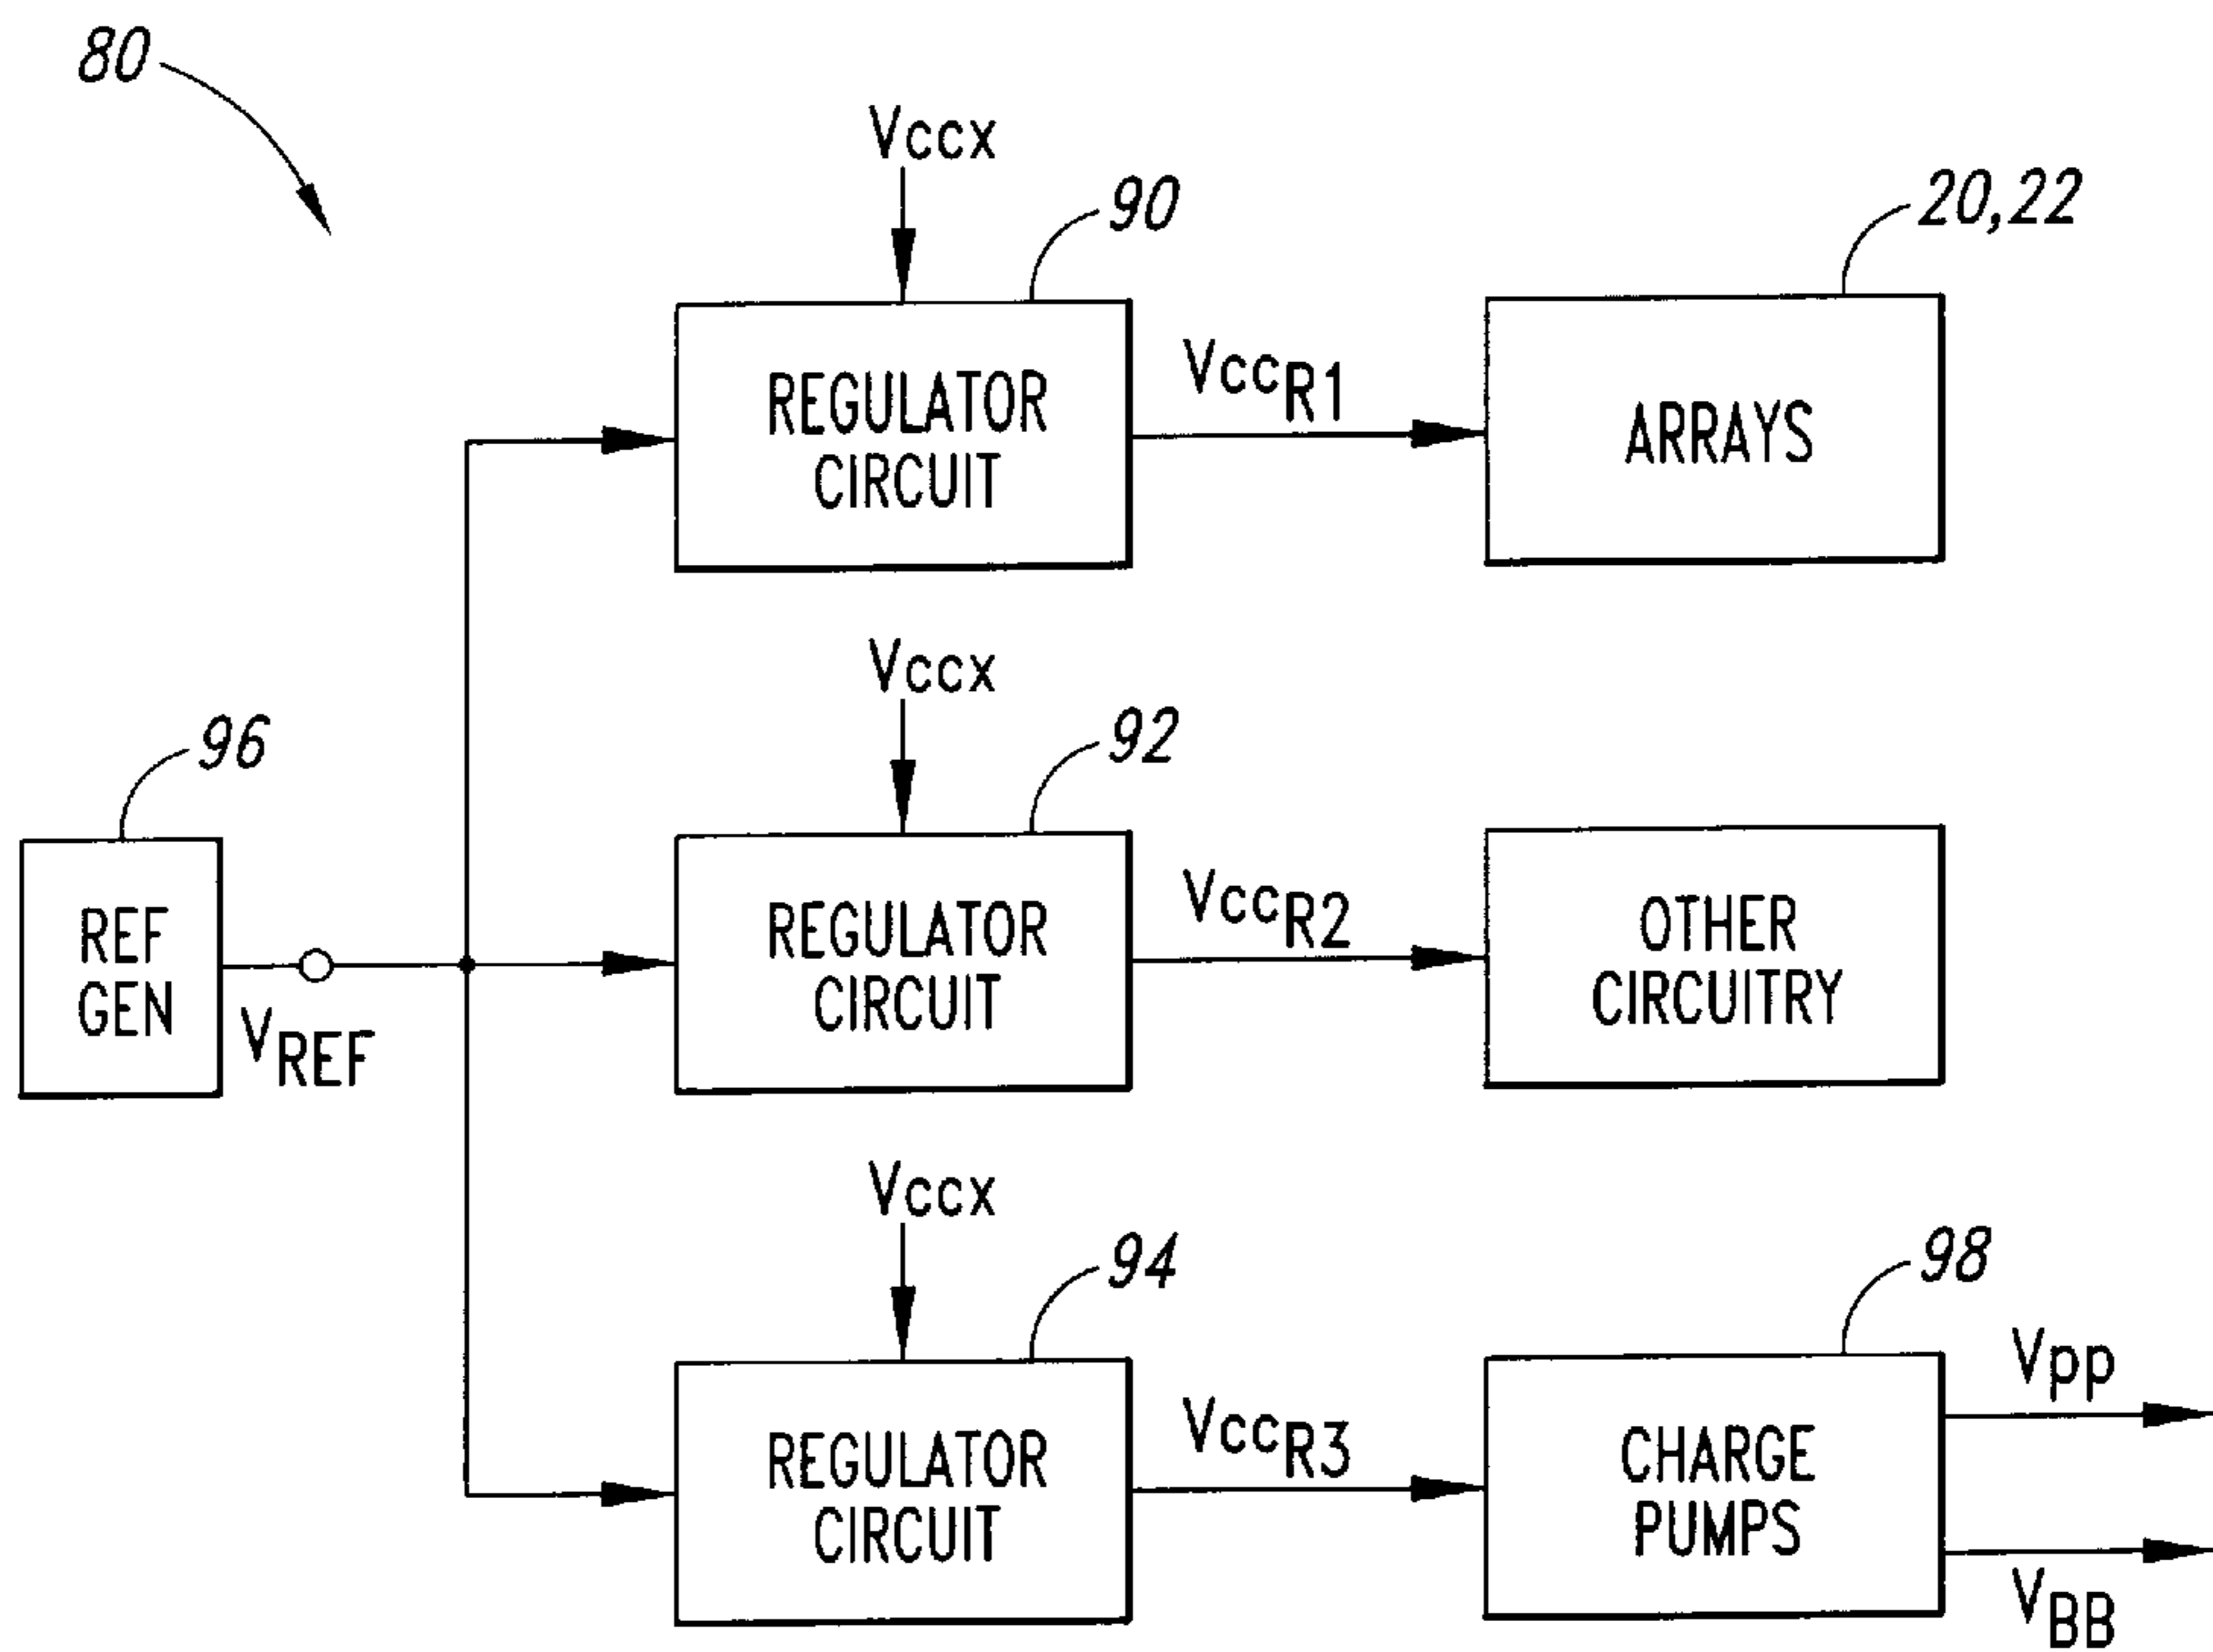 80
Vccx
90
20,22
REGULATOR
CIRCUIT
VccR1
ARRAYS
Vccx
92
96
REF
GEN
VREF
REGULATOR
CIRCUIT
VccR2
OTHER
CIRCUITRY
Vccx
94
98
REGULATOR
CIRCUIT
VccR3
CHARGE
PUMPS
Vpp
VBB